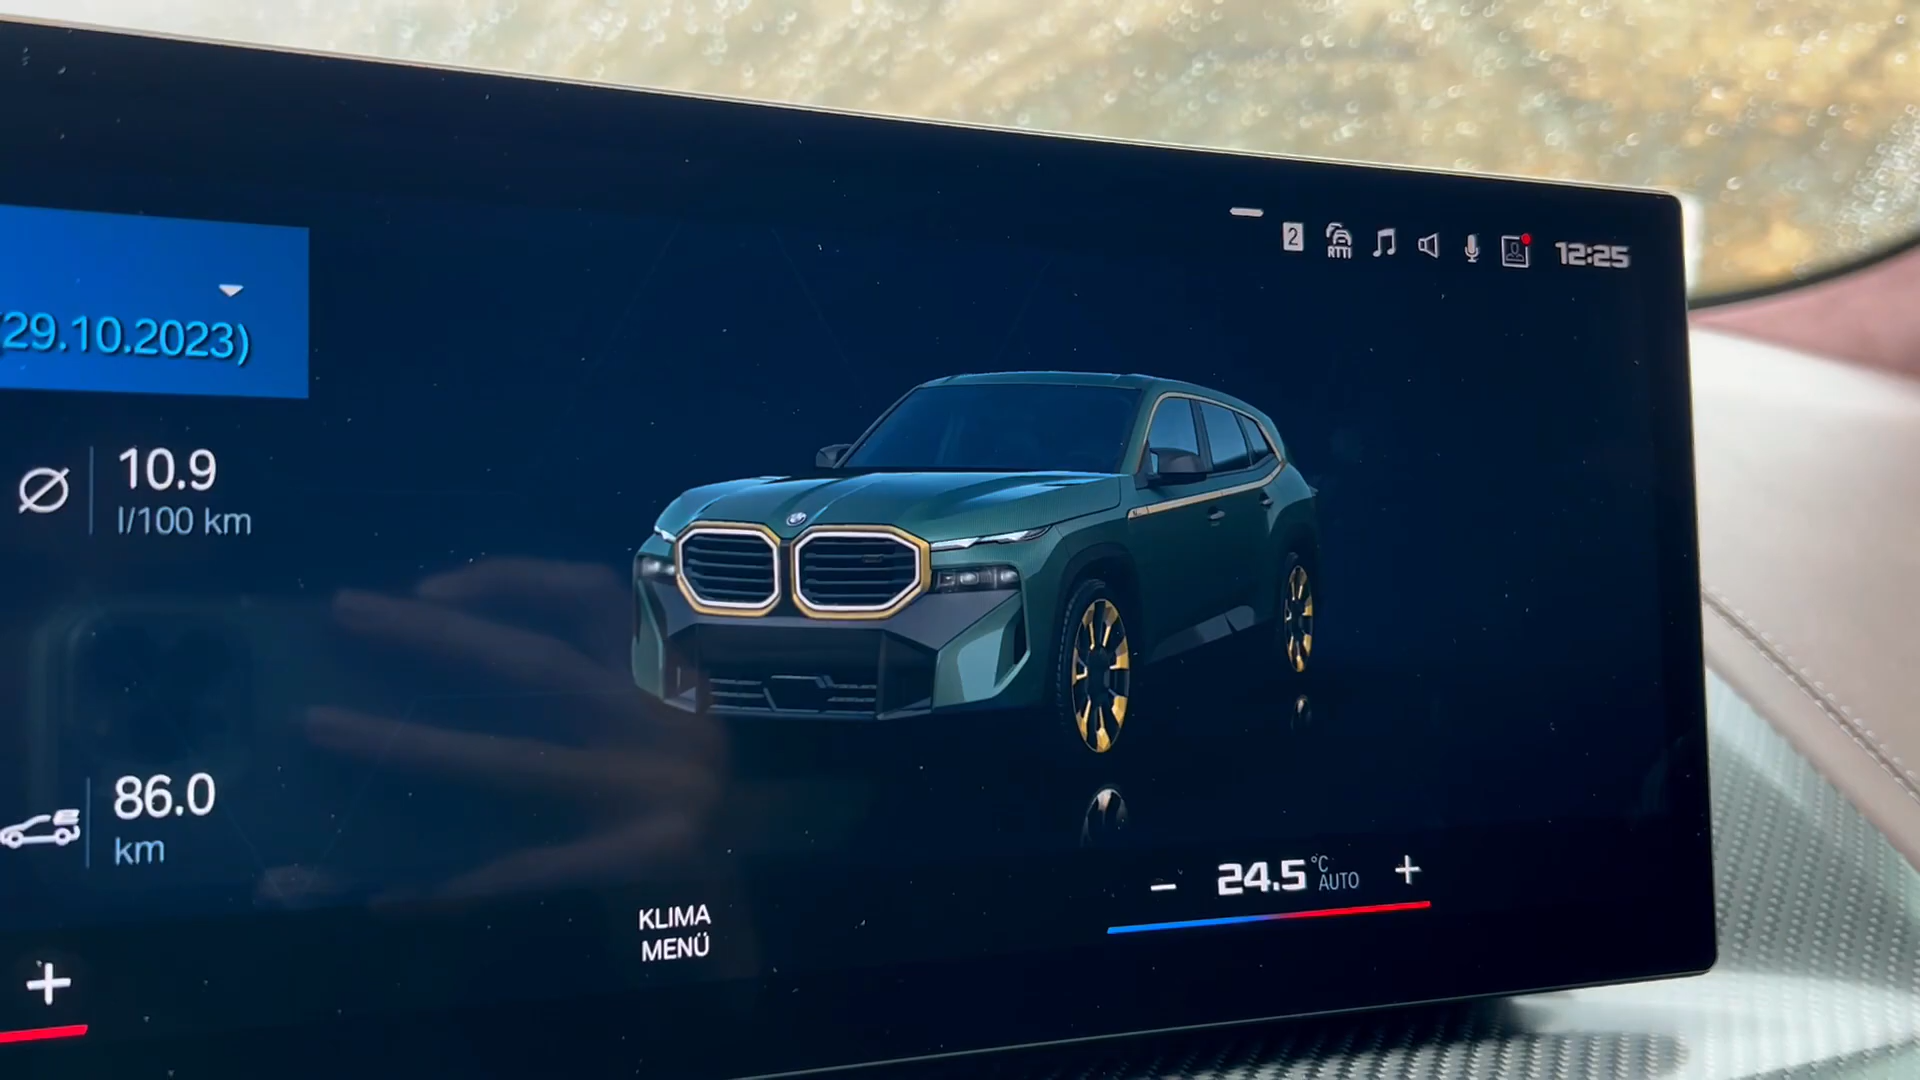 2
RTTI
12:25
(29.10.2023)
10.9
l/100 km
86.0
km
24.5 °C
AUTO
KLIMA
MENÜ